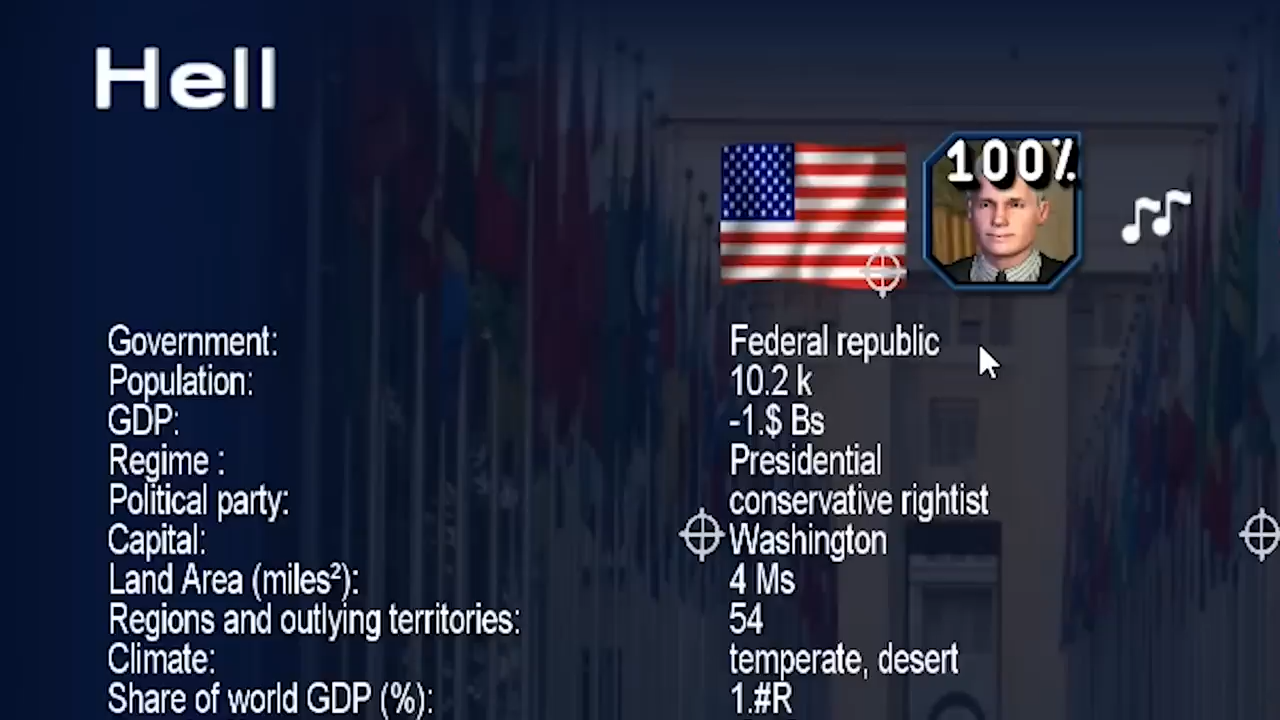 Hell
100%
Government: Federal republic
Population: 10.2 k
GDP: -1.$ Bs
Regime : Presidential
Political party: conservative rightist
Capital: Washington
Land Area (miles²): 4 Ms
Regions and outlying territories: 54
Climate: temperate, desert
Share of world GDP (%): 1.#R